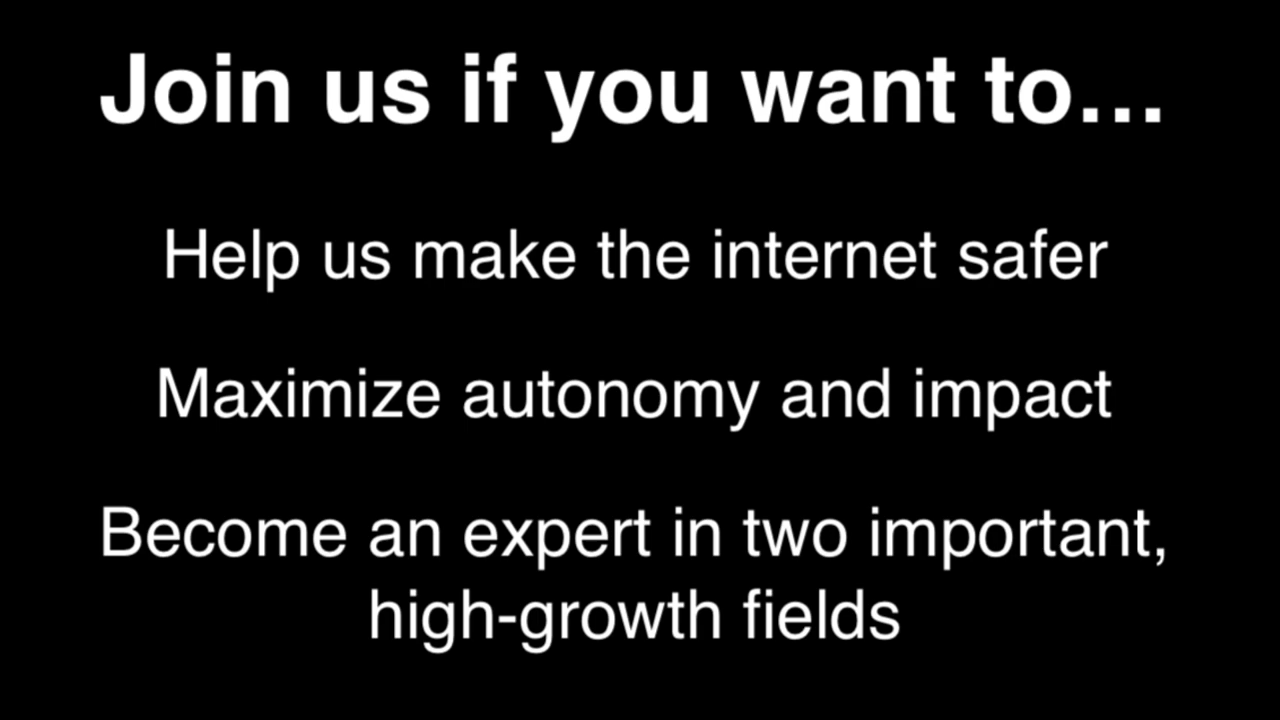 Join us if you want to...
Help us make the internet safer
Maximize autonomy and impact
Become an expert in two important,
high-growth fields